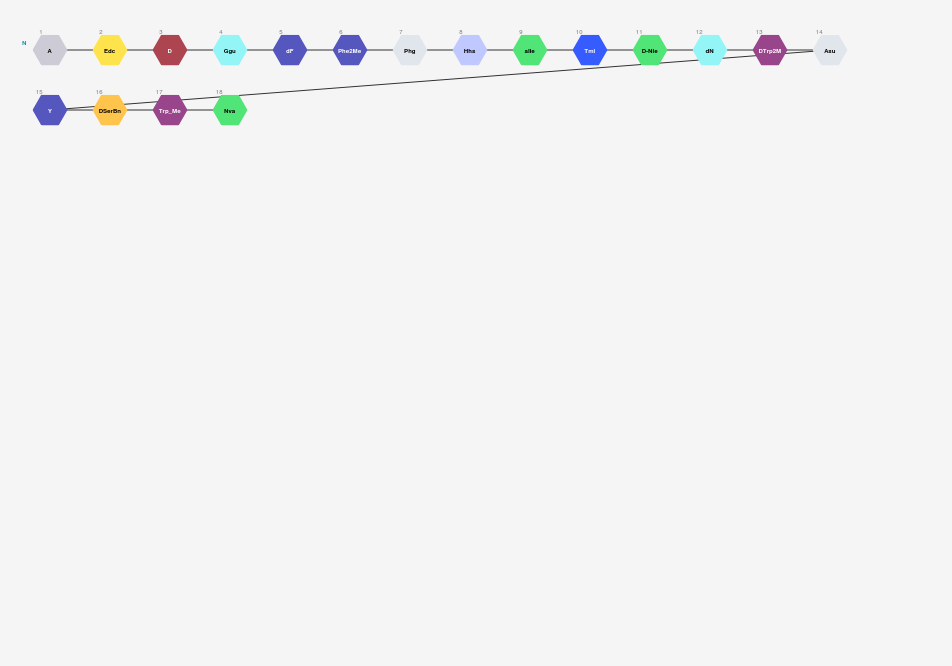 1 2 3 4 5 6 7 8 9 10 11 12 13 14
N A Edc D Ggu dF Phe2Me Phg Hhs aIle Tml D-Nle dN DTrp2M Asu
15 16 17 18
Y DSerBn Trp_Me Nva